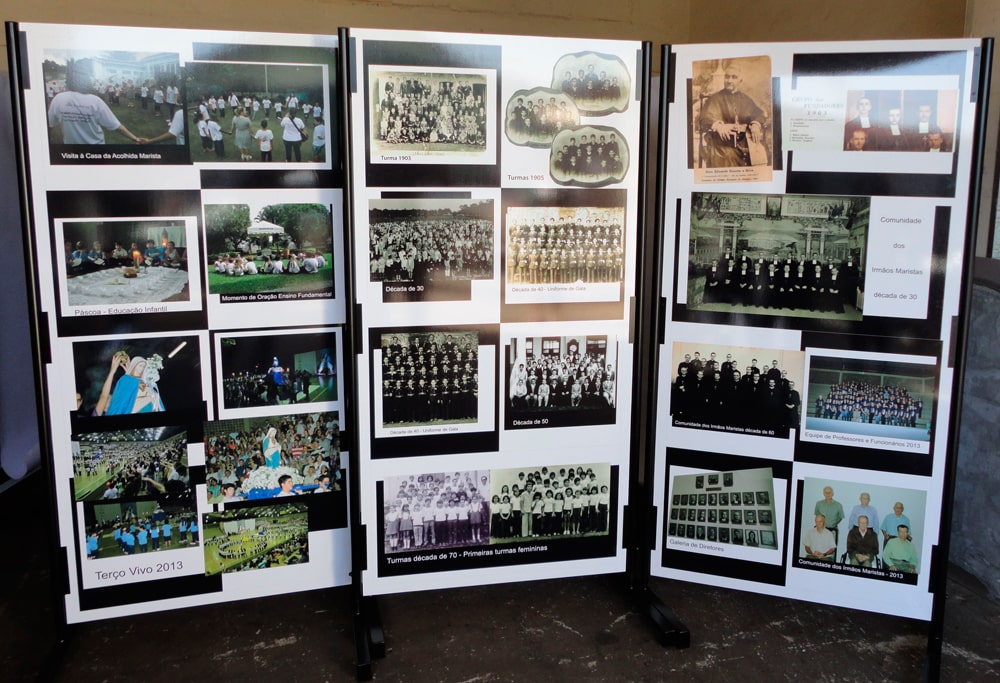 Visita à Casa da Acolhida Marista
Páscoa - Educação Infantil
Momento de Oração Ensino Fundamental
Terço Vivo 2013
Turma 1903
Turmas 1905
Década de 30
Década de 40 - Uniforme de Gala
Década de 40 - Uniforme de Gala
Década de 50
Turmas década de 70 - Primeiras turmas femininas
1903
Comunidade
dos
Irmãos Maristas
década de 30
Comunidade dos Irmãos Maristas década de 60
Equipe de Professores e Funcionários 2013
Galeria de Diretores
Comunidade dos Irmãos Maristas - 2013